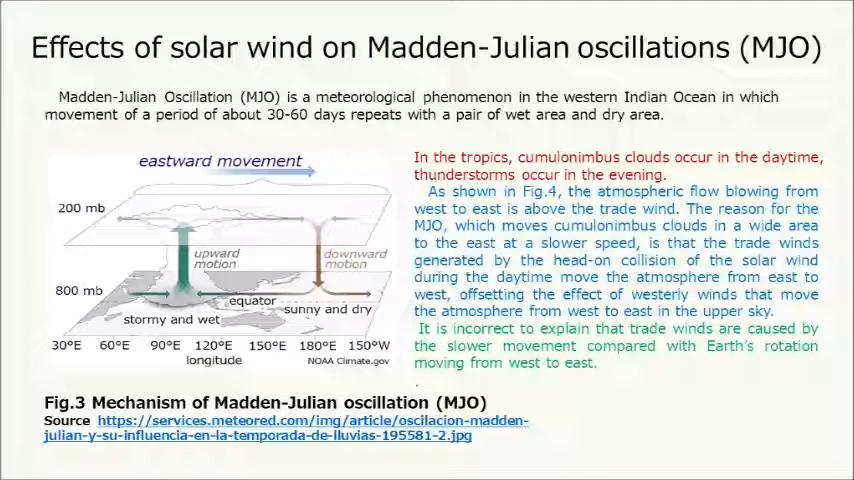 Effects of solar wind on Madden-Julian oscillations (MJO)
Madden-Julian Oscillation (MJO) is a meteorological phenomenon in the western Indian Ocean in which
movement of a period of about 30-60 days repeats with a pair of wet area and dry area.
eastward movement
200 mb
upward
motion
downward
motion
800 mb
equator
stormy and wet
sunny and dry
30°E 60°E 90°E 120°E 150°E 180°E 150°W
longitude
NOAA Climate.gov
In the tropics, cumulonimbus clouds occur in the daytime,
thunderstorms occur in the evening.
As shown in Fig.4, the atmospheric flow blowing from
west to east is above the trade wind. The reason for the
MJO, which moves cumulonimbus clouds in a wide area
to the east at a slower speed, is that the trade winds
generated by the head-on collision of the solar wind
during the daytime move the atmosphere from east to
west, offsetting the effect of westerly winds that move
the atmosphere from west to east in the upper sky.
It is incorrect to explain that trade winds are caused by
the slower movement compared with Earth's rotation
moving from west to east.
.
Fig.3 Mechanism of Madden-Julian oscillation (MJO)
Source https://services.meteored.com/img/article/oscilacion-madden-
julian-y-su-influencia-en-la-temporada-de-lluvias-195581-2.jpg